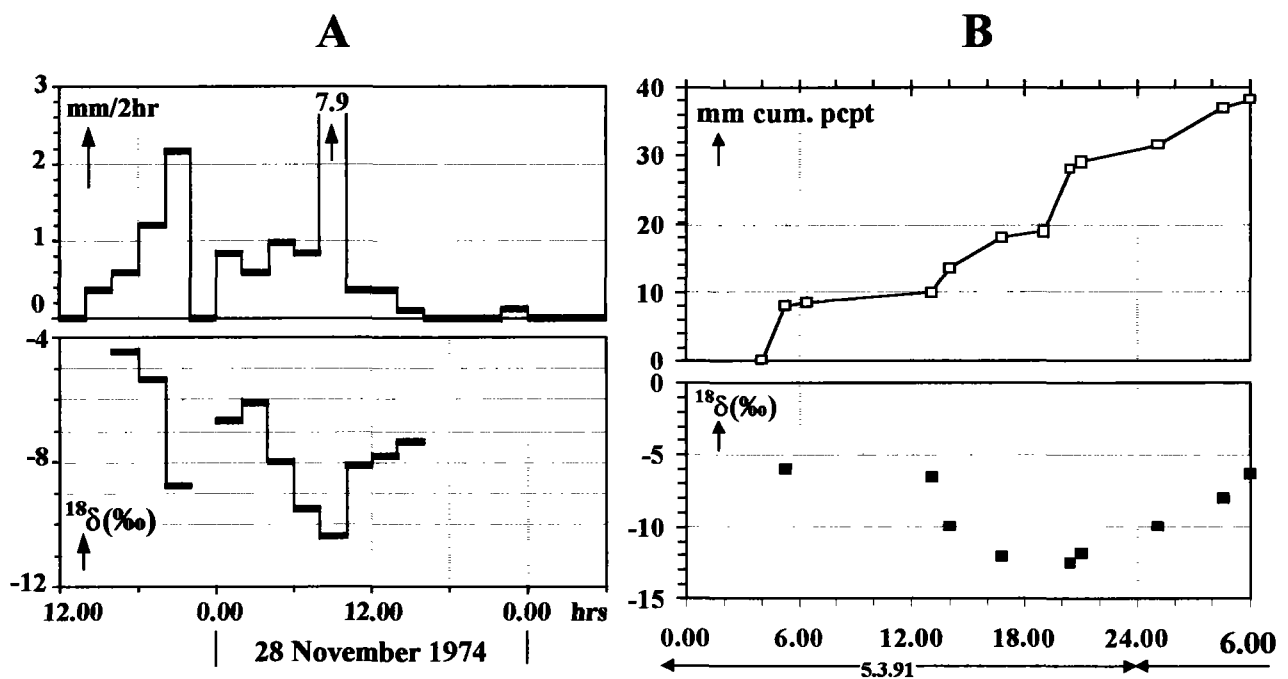 A
3
mm/2hr
7.9
2
1
0
-4
-8
18δ(‰)
-12
12.00 0.00 12.00 0.00 hrs
28 November 1974
B
40
mm cum. pcpt
30
20
10
0
0
18δ(‰)
-5
-10
-15
0.00 6.00 12.00 18.00 24.00 6.00
5.3.91